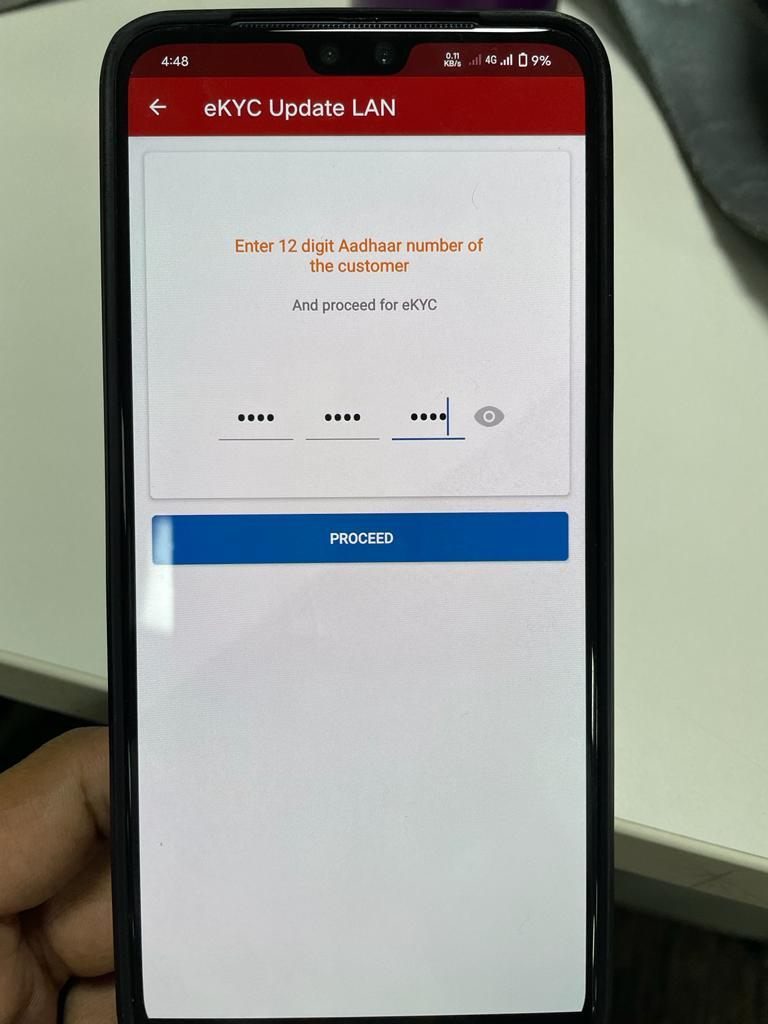 4:48 0.11 KB/s 4G 9%
eKYC Update LAN
Enter 12 digit Aadhaar number of
the customer
And proceed for eKYC
•••• •••• ••••
PROCEED